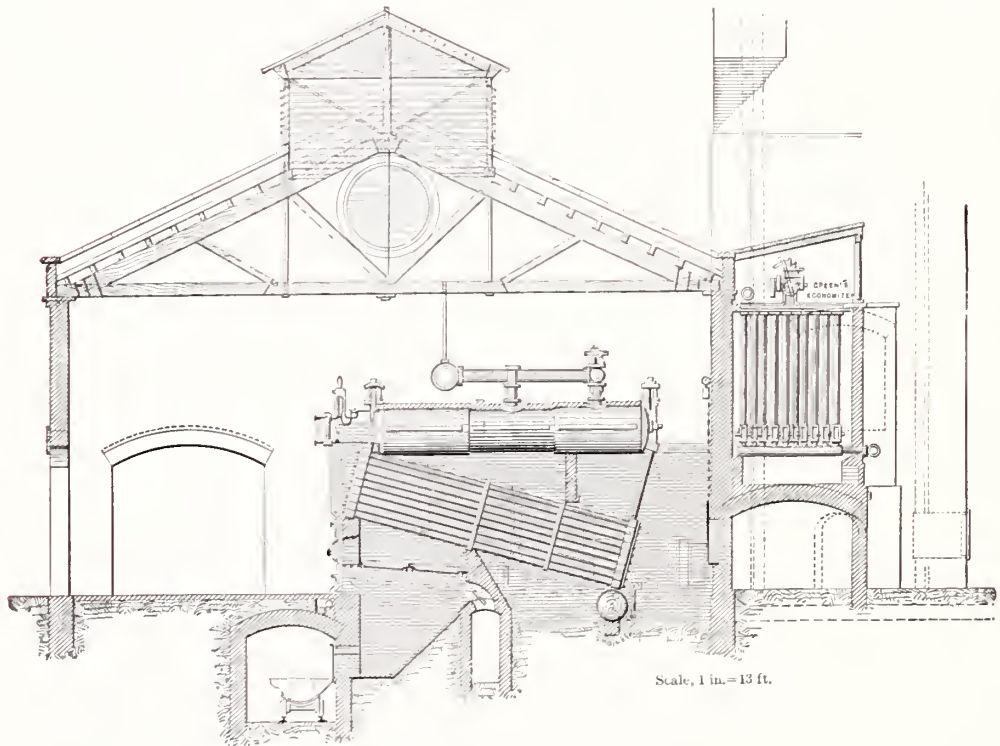 GREEN'S
ECONOMIZER
Scale, 1 in.=13 ft.